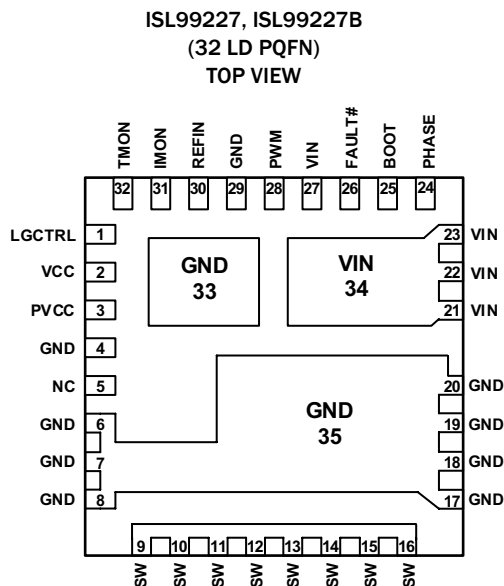 ISL99227, ISL99227B
(32 LD PQFN)
TOP VIEW
TMON
IMON
REFIN
GND
PWM
VIN
FAULT#
BOOT
PHASE
32
31
30
29
28
27
26
25
24
LGCTRL 1
VCC 2
PVCC 3
GND 4
NC 5
GND 6
GND 7
GND 8
GND
33
VIN
34
GND
35
23 VIN
22 VIN
21 VIN
20 GND
19 GND
18 GND
17 GND
9
10
11
12
13
14
15
16
SW
SW
SW
SW
SW
SW
SW
SW